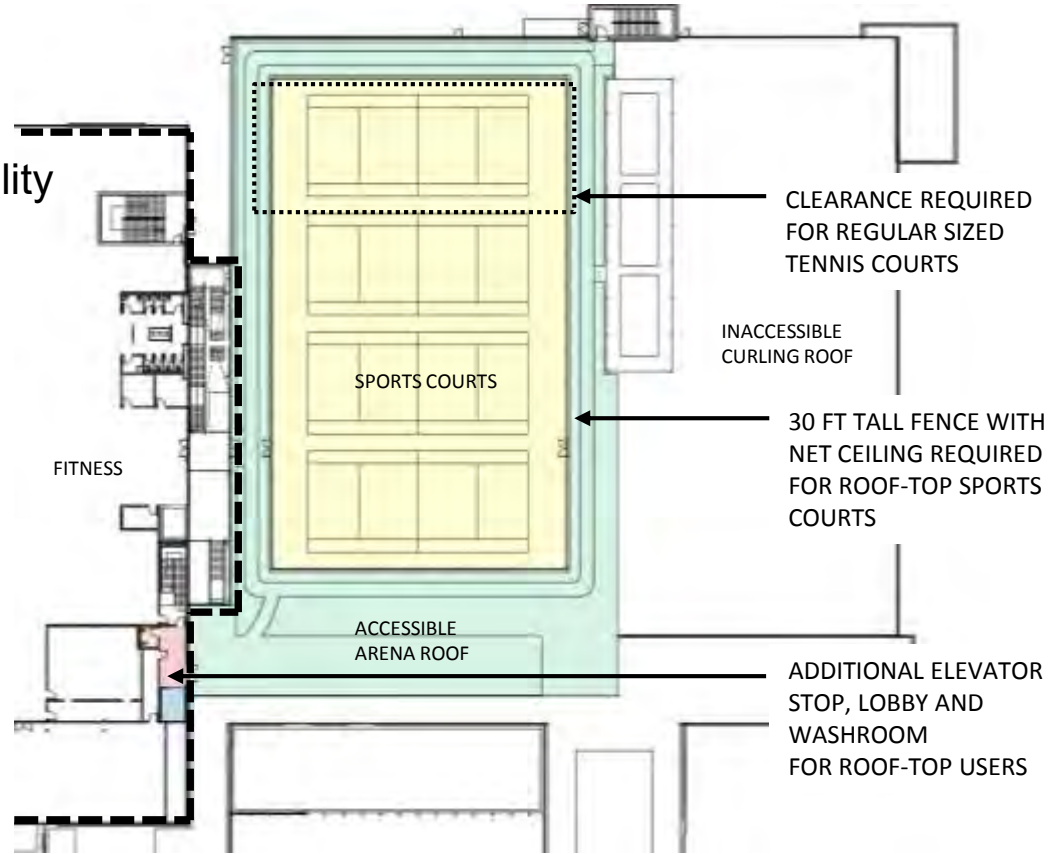 lity
CLEARANCE REQUIRED
FOR REGULAR SIZED
TENNIS COURTS
INACCESSIBLE
CURLING ROOF
SPORTS COURTS
30 FT TALL FENCE WITH
NET CEILING REQUIRED
FOR ROOF-TOP SPORTS
COURTS
FITNESS
ACCESSIBLE
ARENA ROOF
ADDITIONAL ELEVATOR
STOP, LOBBY AND
WASHROOM
FOR ROOF-TOP USERS